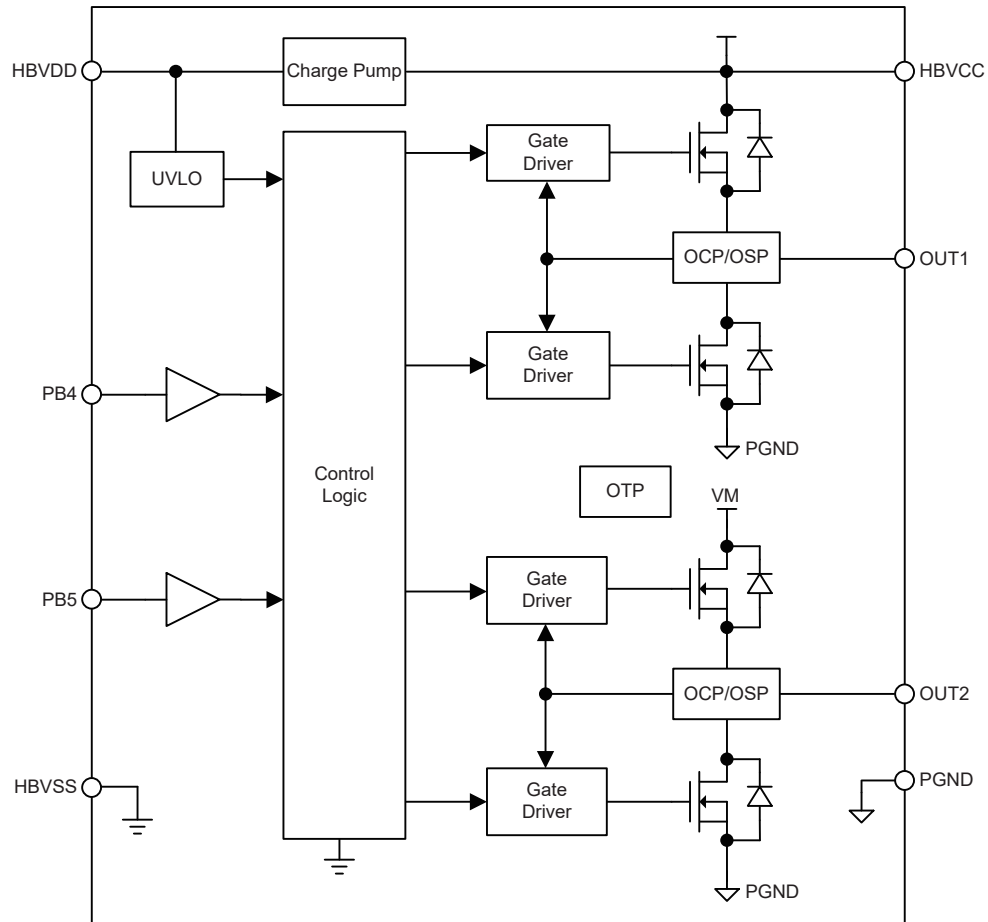 HBVDD
Charge Pump
HBVCC
UVLO
Gate
Driver
OCP/OSP
OUT1
Gate
Driver
PB4
PGND
Control
Logic
OTP
VM
PB5
Gate
Driver
OCP/OSP
OUT2
HBVSS
Gate
Driver
PGND
PGND